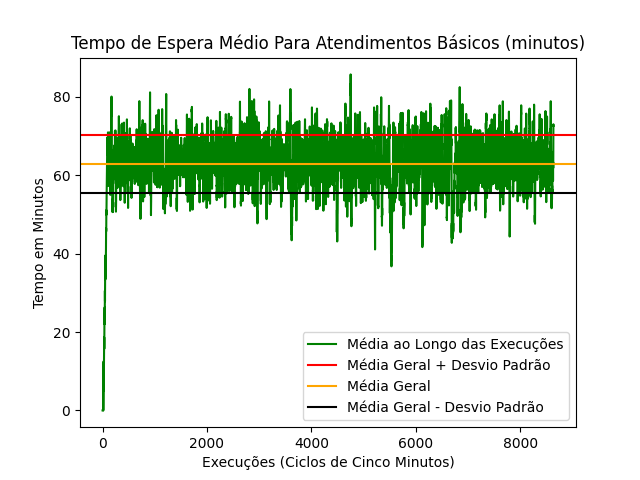 Tempo de Espera Médio Para Atendimentos Básicos (minutos)
Tempo em Minutos
80
60
40
20
0
0 2000 4000 6000 8000
Execuções (Ciclos de Cinco Minutos)
Média ao Longo das Execuções
Média Geral + Desvio Padrão
Média Geral
Média Geral - Desvio Padrão